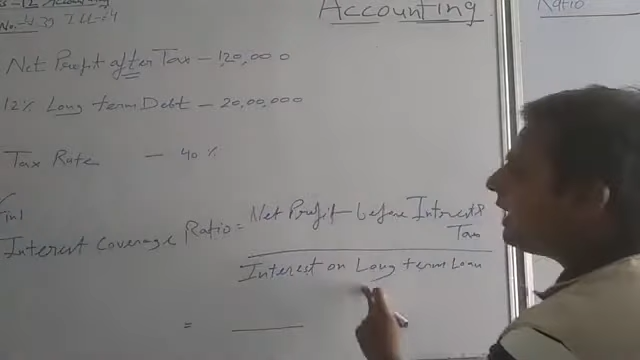 Accounting
Ratio
Net Profit after Tax - 120,000
12% Long term Debt - 20,00,000
Tax Rate - 40%
Interest Coverage Ratio = Net Profit before Interest &
Tax
Interest on Long term Loan
=